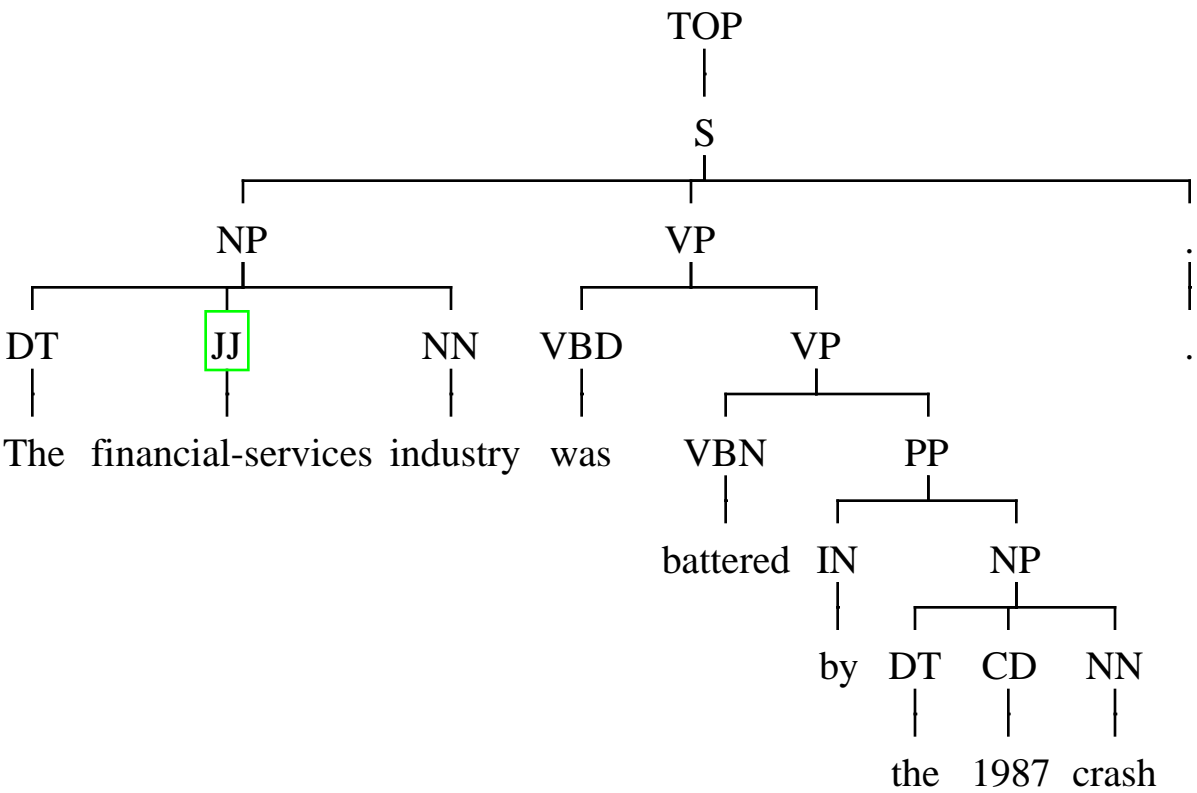 TOP
S
NP VP .
DT JJ NN VBD VP .
The financial-services industry was VBN PP
battered IN NP
by DT CD NN
the 1987 crash